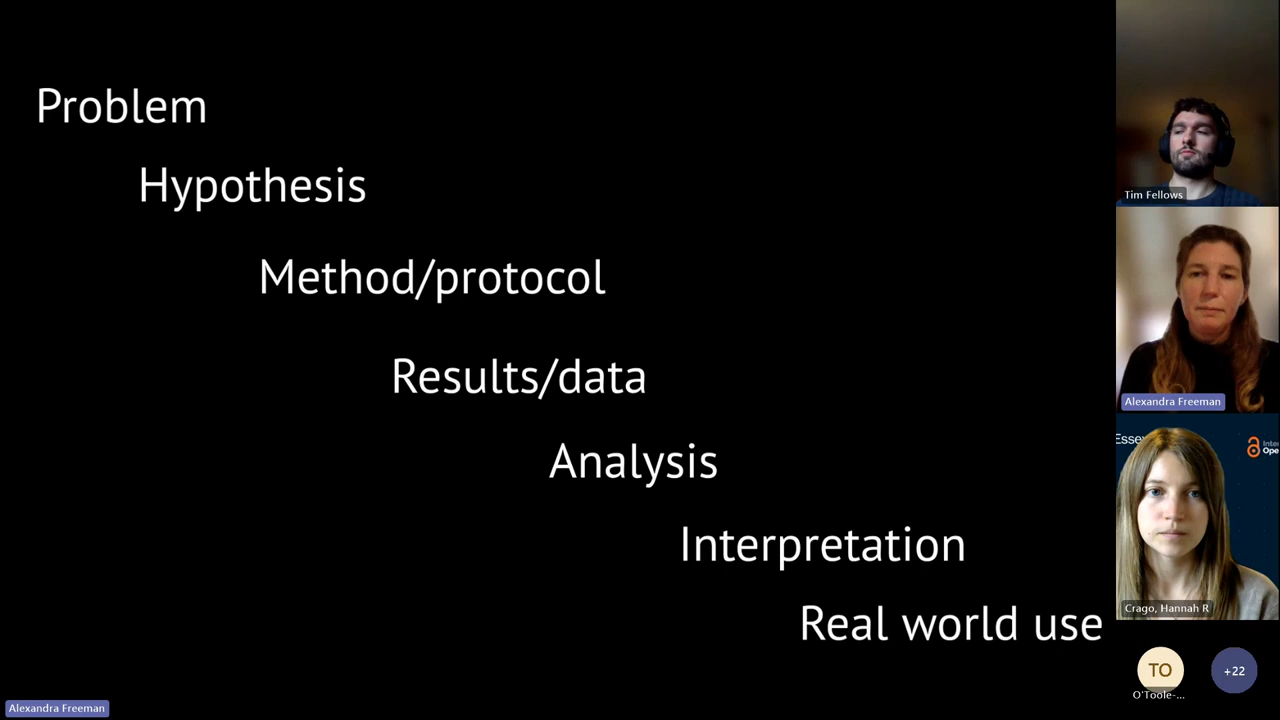 Problem
Hypothesis
Method/protocol
Results/data
Analysis
Interpretation
Real world use
Tim Fellows
Alexandra Freeman
Crago, Hannah R
TO
O'Toole-...
+22
Alexandra Freeman